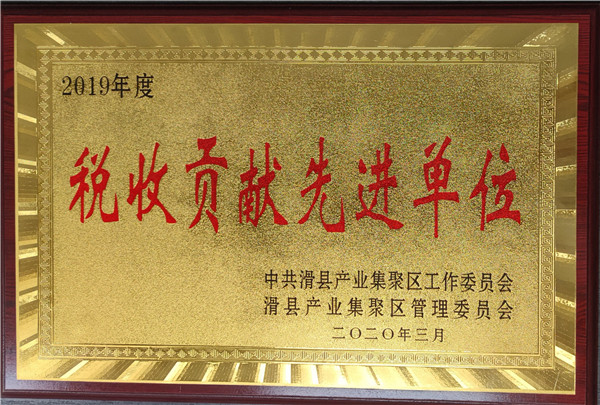 2019年度
税收贡献先进单位
中共滑县产业集聚区工作委员会
滑县产业集聚区管理委员会
二〇二〇年三月